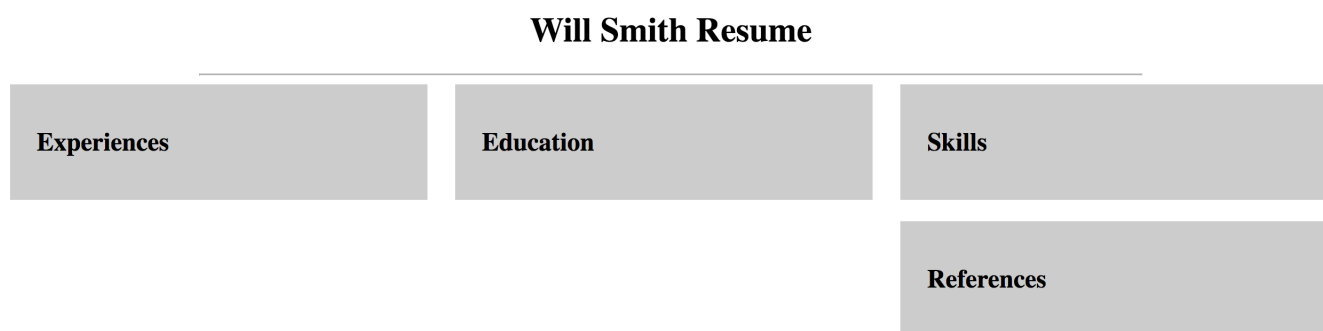 Will Smith Resume
Experiences
Education
Skills
References